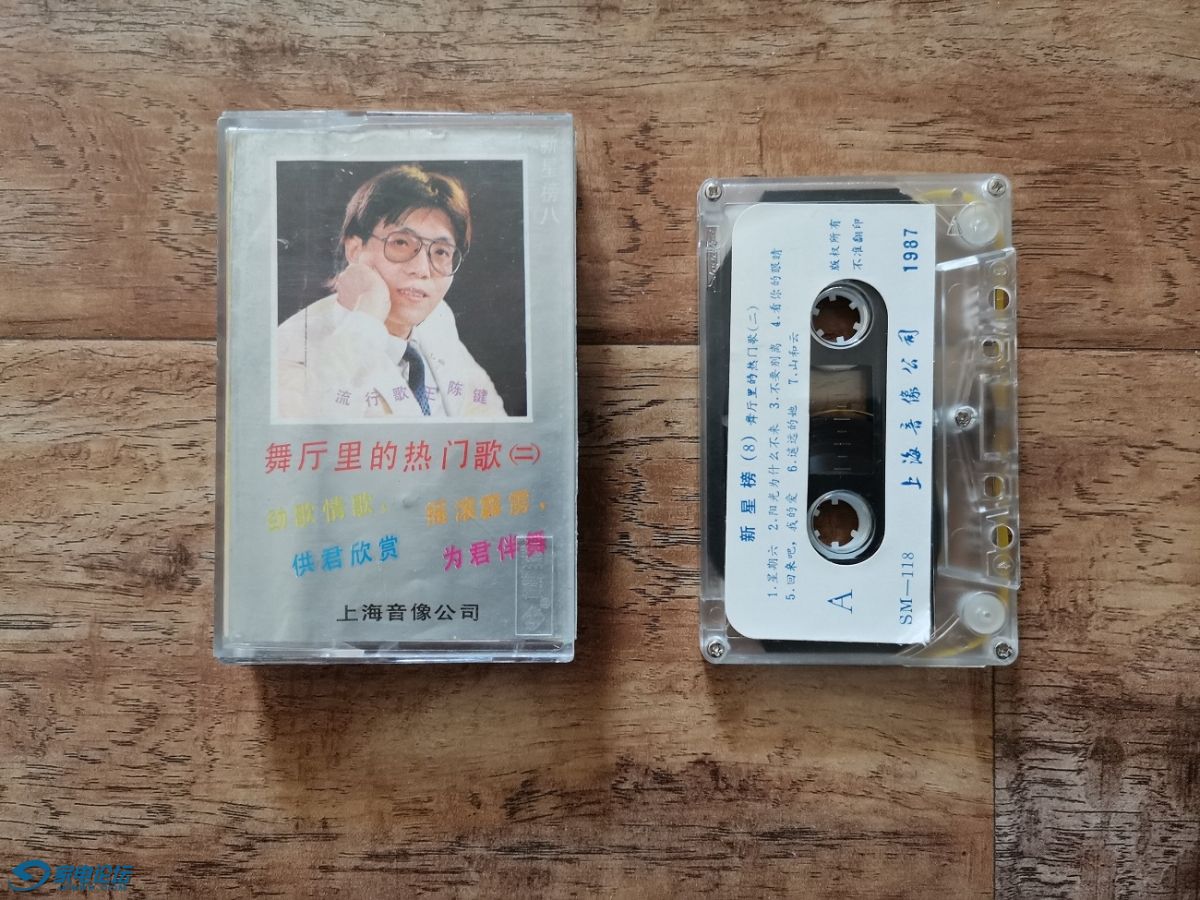 新星榜八
流行歌王陈
舞厅里的热门歌㈡
劲歌情歌, 摇滚霹雳,
供君欣赏 为君伴舞
上海音像公司
版权所有
不准翻印
新星榜(8) 舞厅里的热门歌(二)
1.星期六 2.阳光为什么不来 3.不要别离 4.看你的眼睛
5.回来吧,我的爱 6.遥远的她 7.山和云
A
SM—118 上海音像公司 1987
家电论坛